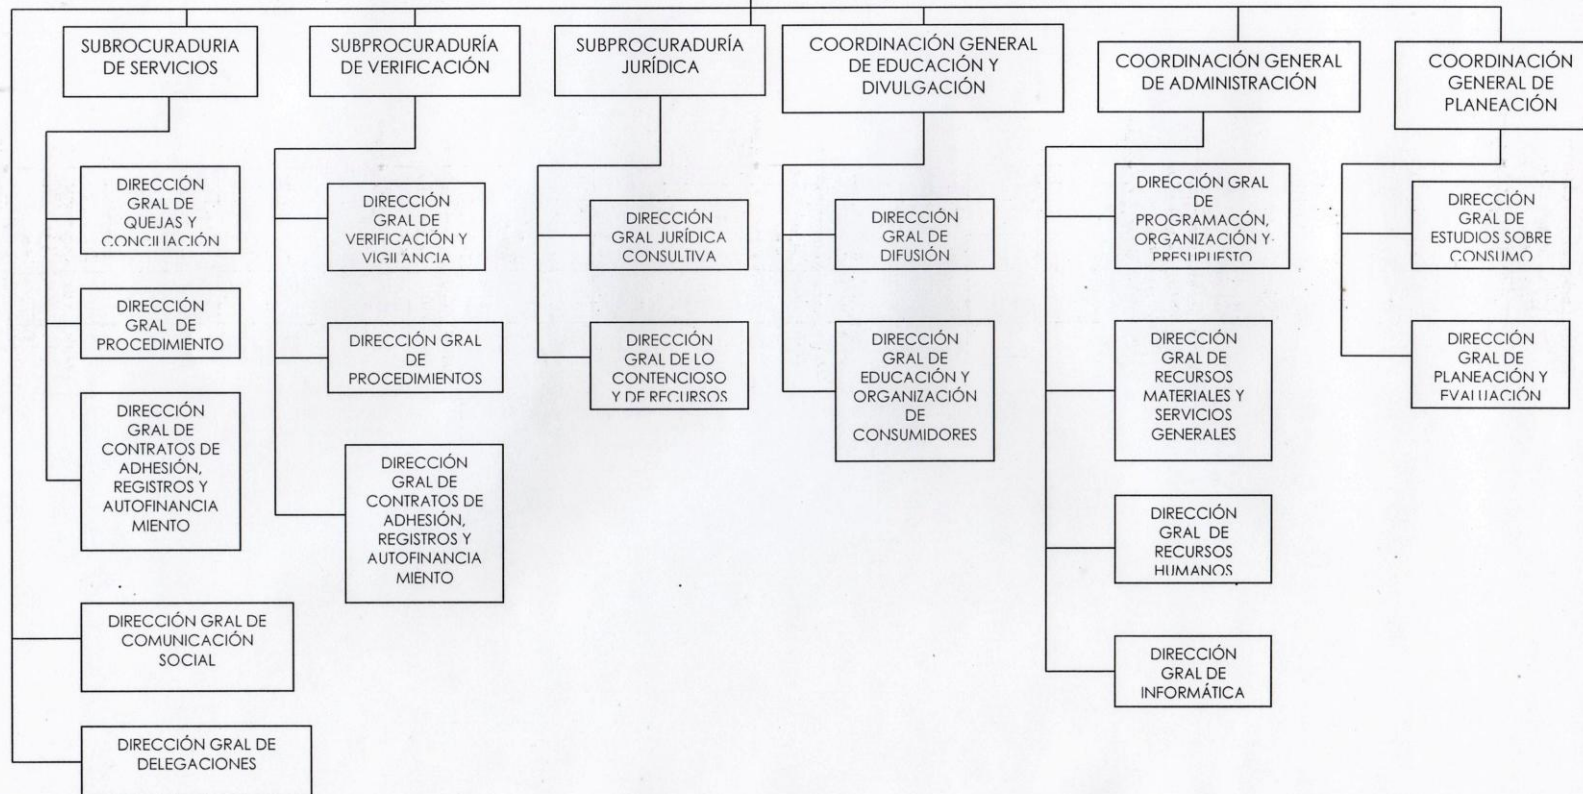 SUBROCURADURIA
DE SERVICIOS
SUBPROCURADURÍA
DE VERIFICACIÓN
SUBPROCURADURÍA
JURÍDICA
COORDINACIÓN GENERAL
DE EDUCACIÓN Y
DIVULGACIÓN
COORDINACIÓN GENERAL
DE ADMINISTRACIÓN
COORDINACIÓN
GENERAL DE
PLANEACIÓN
DIRECCIÓN
GRAL DE
QUEJAS Y
CONCILIACIÓN
DIRECCIÓN
GRAL DE
PROCEDIMIENTO
DIRECCIÓN
GRAL DE
CONTRATOS DE
ADHESIÓN,
REGISTROS Y
AUTOFINANCIA
MIENTO
DIRECCIÓN GRAL DE
COMUNICACIÓN
SOCIAL
DIRECCIÓN GRAL DE
DELEGACIONES
DIRECCIÓN
GRAL DE
VERIFICACIÓN Y
VIGILANCIA
DIRECCIÓN GRAL
DE
PROCEDIMIENTOS
DIRECCIÓN
GRAL DE
CONTRATOS DE
ADHESIÓN,
REGISTROS Y
AUTOFINANCIA
MIENTO
DIRECCIÓN
GRAL JURÍDICA
CONSULTIVA
DIRECCIÓN
GRAL DE LO
CONTENCIOSO
Y DE RECURSOS
DIRECCIÓN
GRAL DE
DIFUSIÓN
DIRECCIÓN
GRAL DE
EDUCACIÓN Y
ORGANIZACIÓN
DE
CONSUMIDORES
DIRECCIÓN GRAL
DE
PROGRAMACÓN,
ORGANIZACIÓN Y
PRESUPUESTO
DIRECCIÓN
GRAL DE
RECURSOS
MATERIALES Y
SERVICIOS
GENERALES
DIRECCIÓN
GRAL DE
RECURSOS
HUMANOS
DIRECCIÓN
GRAL DE
INFORMÁTICA
DIRECCIÓN
GRAL DE
ESTUDIOS SOBRE
CONSUMO
DIRECCIÓN
GRAL DE
PLANEACIÓN Y
EVALUACIÓN